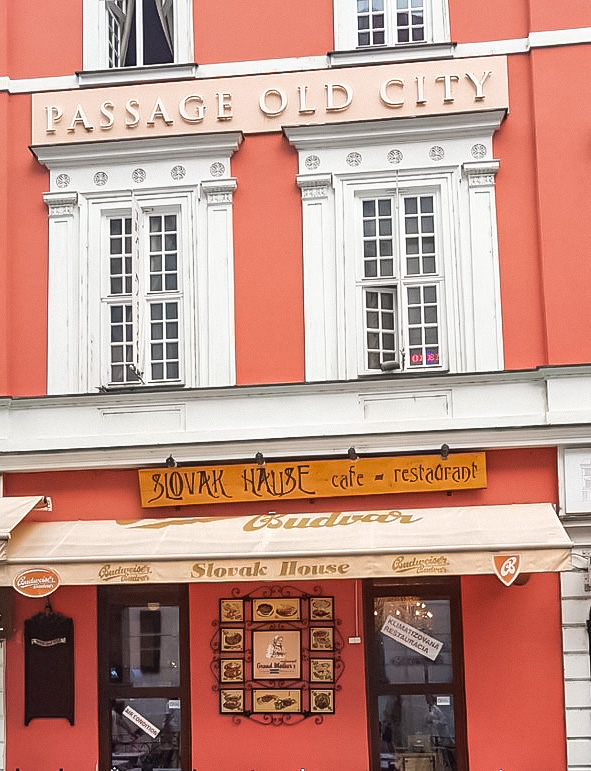 PASSAGE OLD CITY
SLOVAK HAUSE cafe - restaurant
Budvar
Budweiser Budvar
Slovak House
Budweiser Budvar
Budweiser Budvar
B
KLIMATIZOVANÁ
REŠTAURÁCIA
restaurant
Grand Mother's
AIR CONDITION